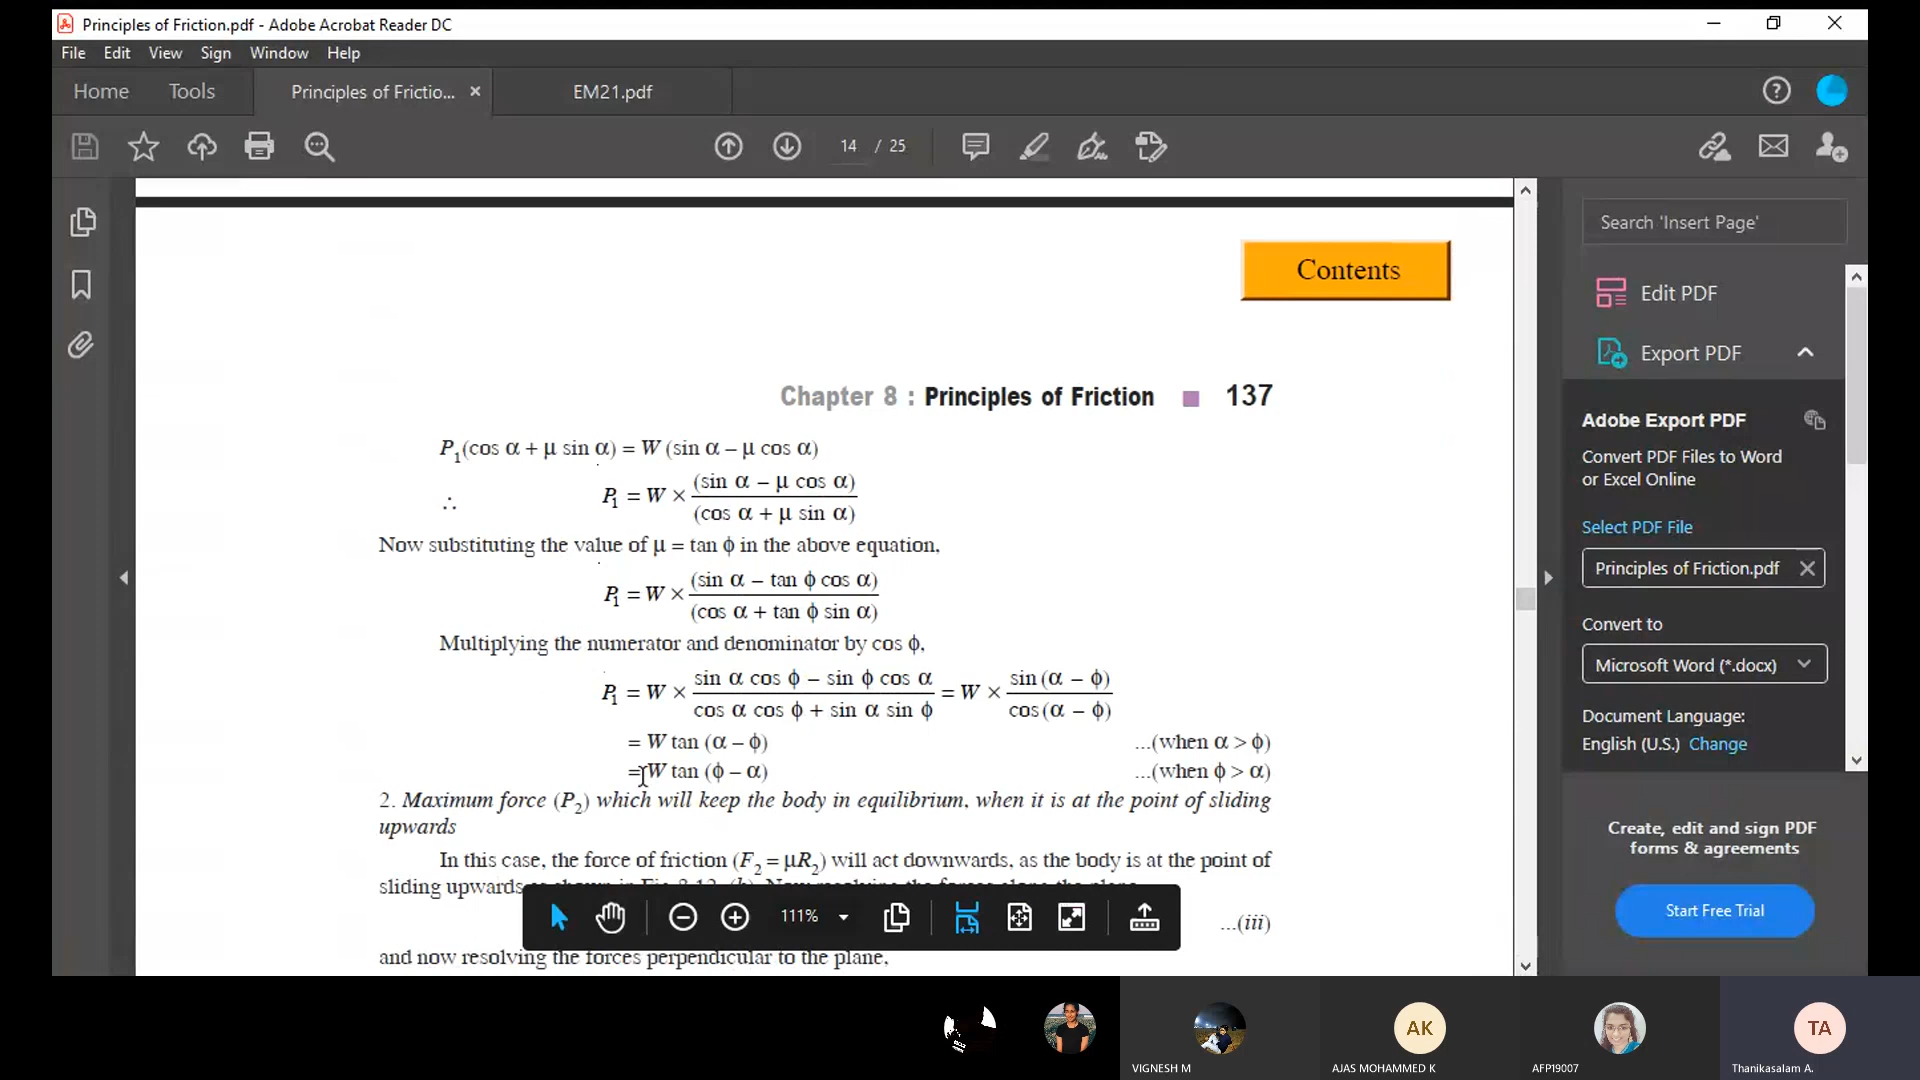 Principles of Friction.pdf - Adobe Acrobat Reader DC
File Edit View Sign Window Help
Home Tools Principles of Frictio... × EM21.pdf
14 / 25
Search 'Insert Page'
Contents
Edit PDF
Export PDF
Chapter 8 : Principles of Friction ■ 137
Adobe Export PDF
Convert PDF Files to Word
or Excel Online
Select PDF File
Principles of Friction.pdf
Convert to
Microsoft Word (*.docx)
Document Language:
English (U.S.) Change
Create, edit and sign PDF
forms & agreements
Start Free Trial
P₁(cos α + μ sin α) = W (sin α – μ cos α)
∴ P₁ = W × (sin α – μ cos α) / (cos α + μ sin α)
Now substituting the value of μ = tan ϕ in the above equation,
P₁ = W × (sin α – tan ϕ cos α) / (cos α + tan ϕ sin α)
Multiplying the numerator and denominator by cos ϕ,
P₁ = W × sin α cos ϕ – sin ϕ cos α / cos α cos ϕ + sin α sin ϕ = W × sin (α – ϕ) / cos (α – ϕ)
= W tan (α – ϕ) ...(when α > ϕ)
= W tan (ϕ – α) ...(when ϕ > α)
2. Maximum force (P₂) which will keep the body in equilibrium, when it is at the point of sliding
upwards
In this case, the force of friction (F₂ = μR₂) will act downwards, as the body is at the point of
sliding upwards
...(iii)
111%
and now resolving the forces perpendicular to the plane,
VIGNESH M
AK
AJAS MOHAMMED K
AFP19007
TA
Thanikasalam A.